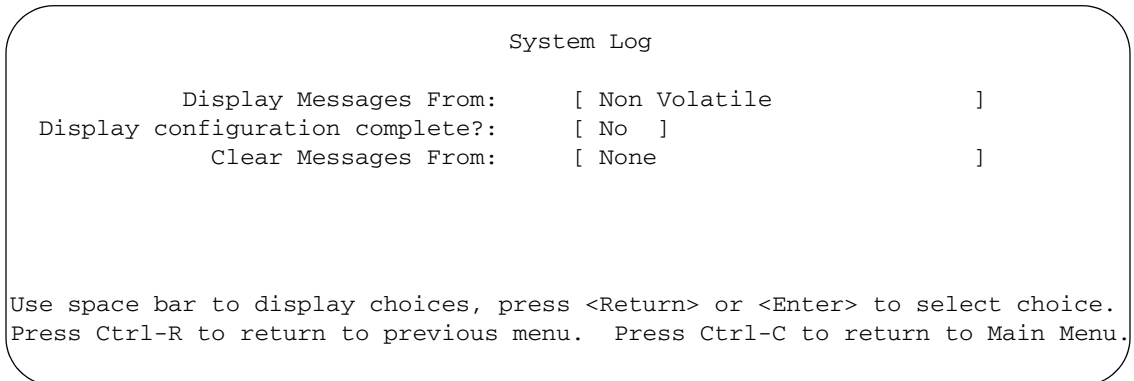 System Log
Display Messages From: [ Non Volatile ]
Display configuration complete?: [ No ]
Clear Messages From: [ None ]
Use space bar to display choices, press <Return> or <Enter> to select choice.
Press Ctrl-R to return to previous menu. Press Ctrl-C to return to Main Menu.